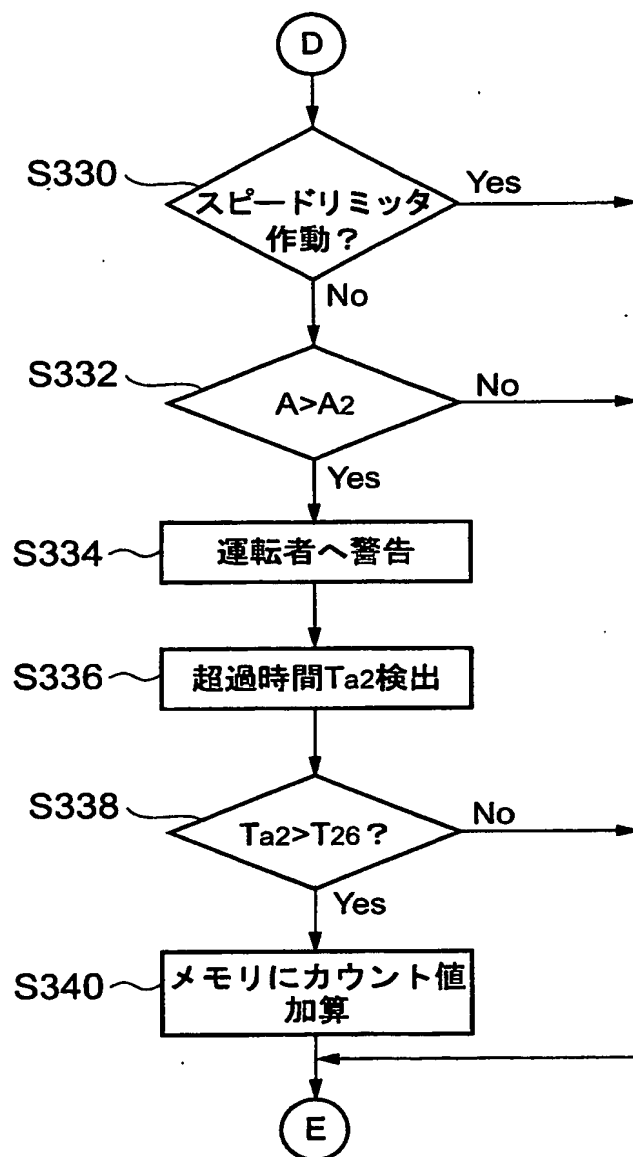 D
S330
スピードリミッタ
作動？
Yes
No
S332
A>A2
No
Yes
S334
運転者へ警告
S336
超過時間Ta2検出
S338
Ta2>T26？
No
Yes
S340
メモリにカウント値
加算
E